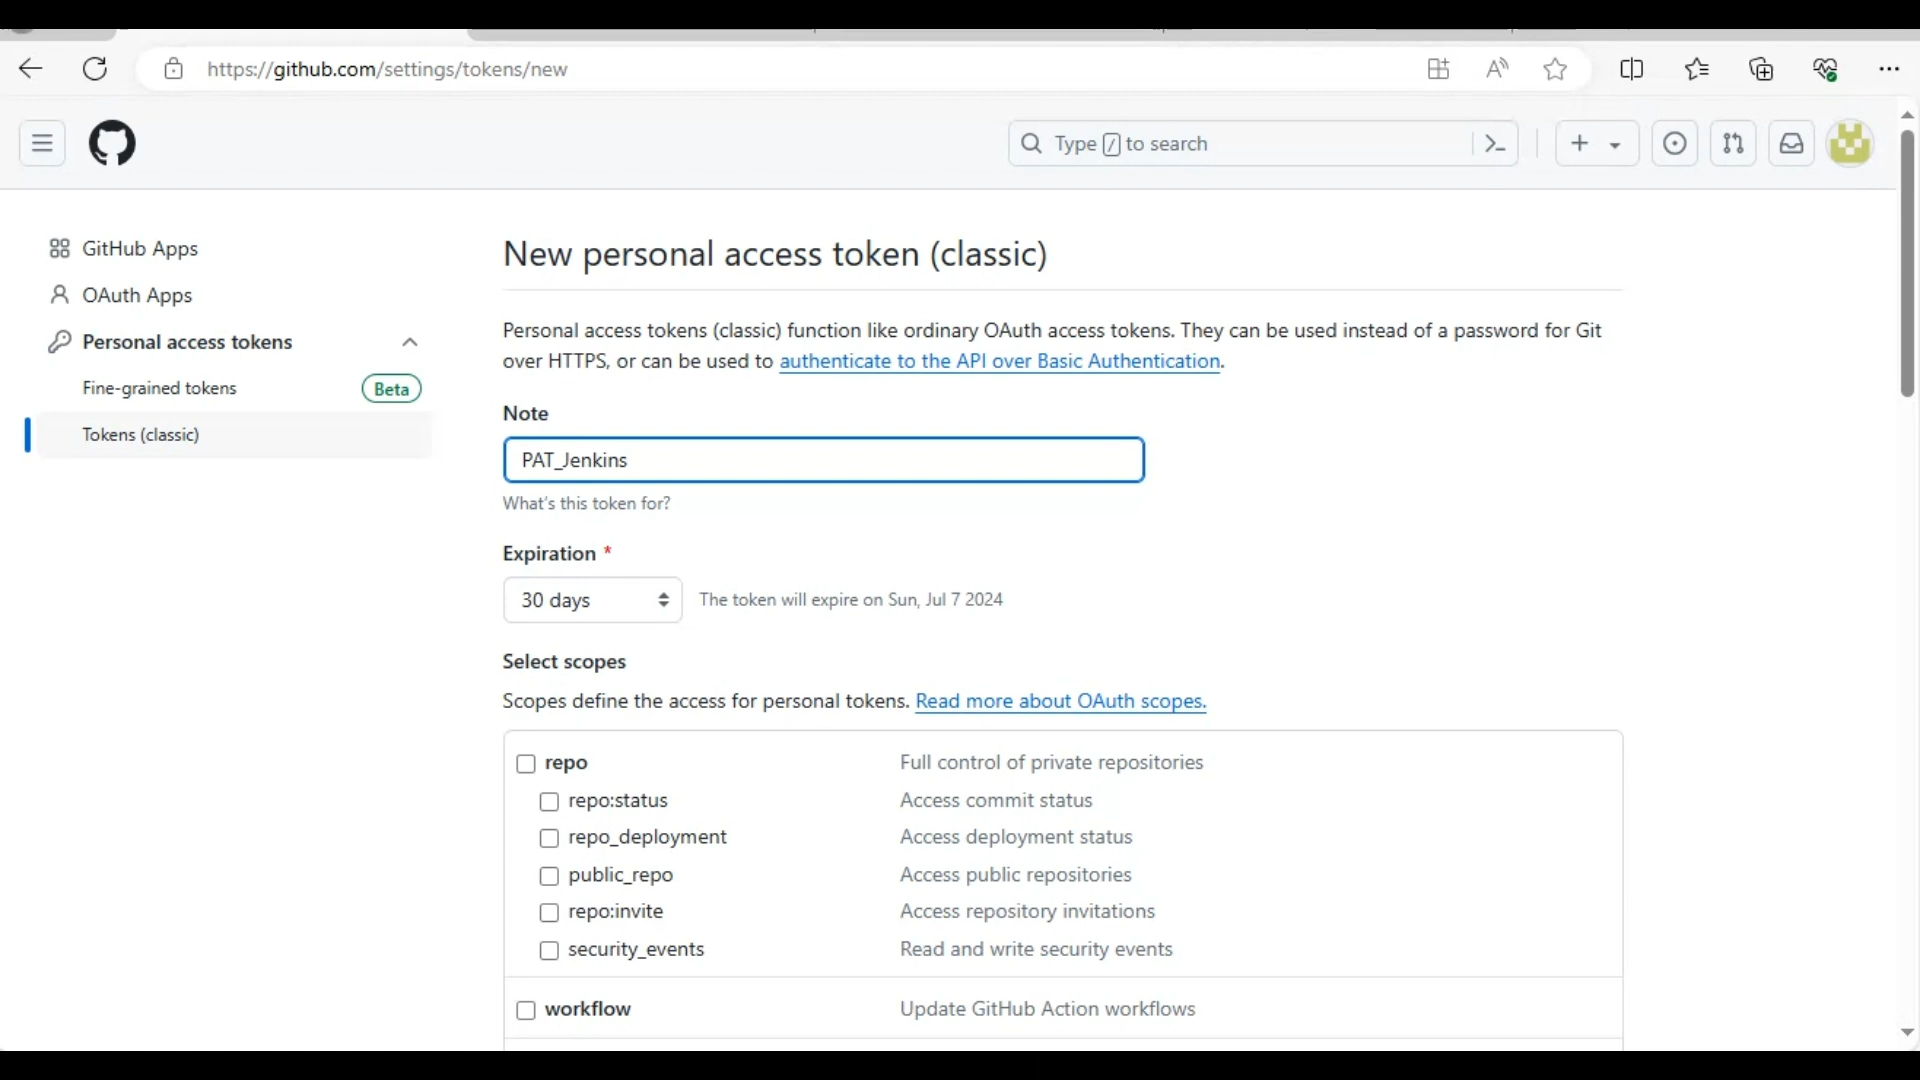 https://github.com/settings/tokens/new
Type / to search
GitHub Apps
OAuth Apps
Personal access tokens
Fine-grained tokens Beta
Tokens (classic)
New personal access token (classic)
Personal access tokens (classic) function like ordinary OAuth access tokens. They can be used instead of a password for Git
over HTTPS, or can be used to authenticate to the API over Basic Authentication.
Note
PAT_Jenkins
What's this token for?
Expiration *
30 days The token will expire on Sun, Jul 7 2024
Select scopes
Scopes define the access for personal tokens. Read more about OAuth scopes.
repo Full control of private repositories
repo:status Access commit status
repo_deployment Access deployment status
public_repo Access public repositories
repo:invite Access repository invitations
security_events Read and write security events
workflow Update GitHub Action workflows